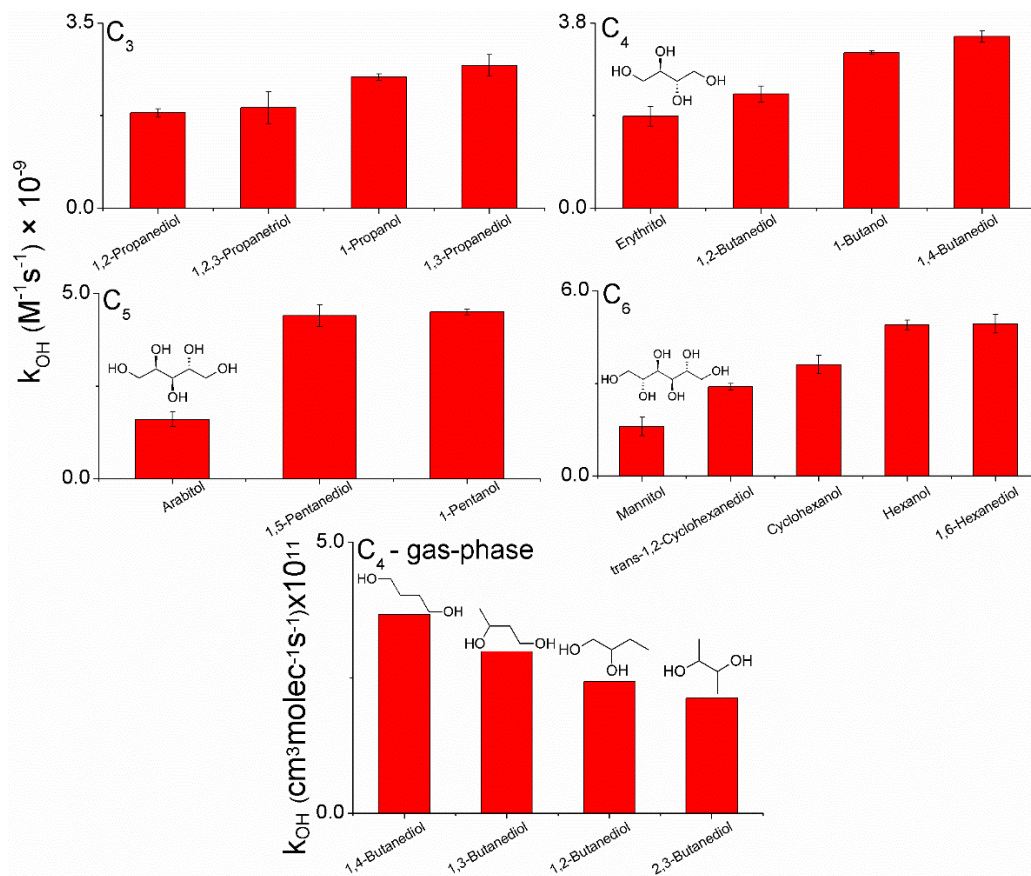 k_OH (M⁻¹s⁻¹) × 10⁻⁹
3.5
C₃
0.0
1,2-Propanediol
1,2,3-Propanetriol
1-Propanol
1,3-Propanediol
3.8
C₄
OH
HO
OH
OH
0.0
Erythritol
1,2-Butanediol
1-Butanol
1,4-Butanediol
5.0
C₅
OH OH
HO OH
OH
0.0
Arabitol
1,5-Pentanediol
1-Pentanol
6.0
C₆
OH OH
HO OH
OH OH
0.0
Mannitol
trans-1,2-Cyclohexanediol
Cyclohexanol
Hexanol
1,6-Hexanediol
k_OH (cm³molec⁻¹s⁻¹)x10¹¹
5.0
C₄ - gas-phase
HO
OH
HO OH
HO
OH
HO OH
0.0
1,4-Butanediol
1,3-Butanediol
1,2-Butanediol
2,3-Butanediol